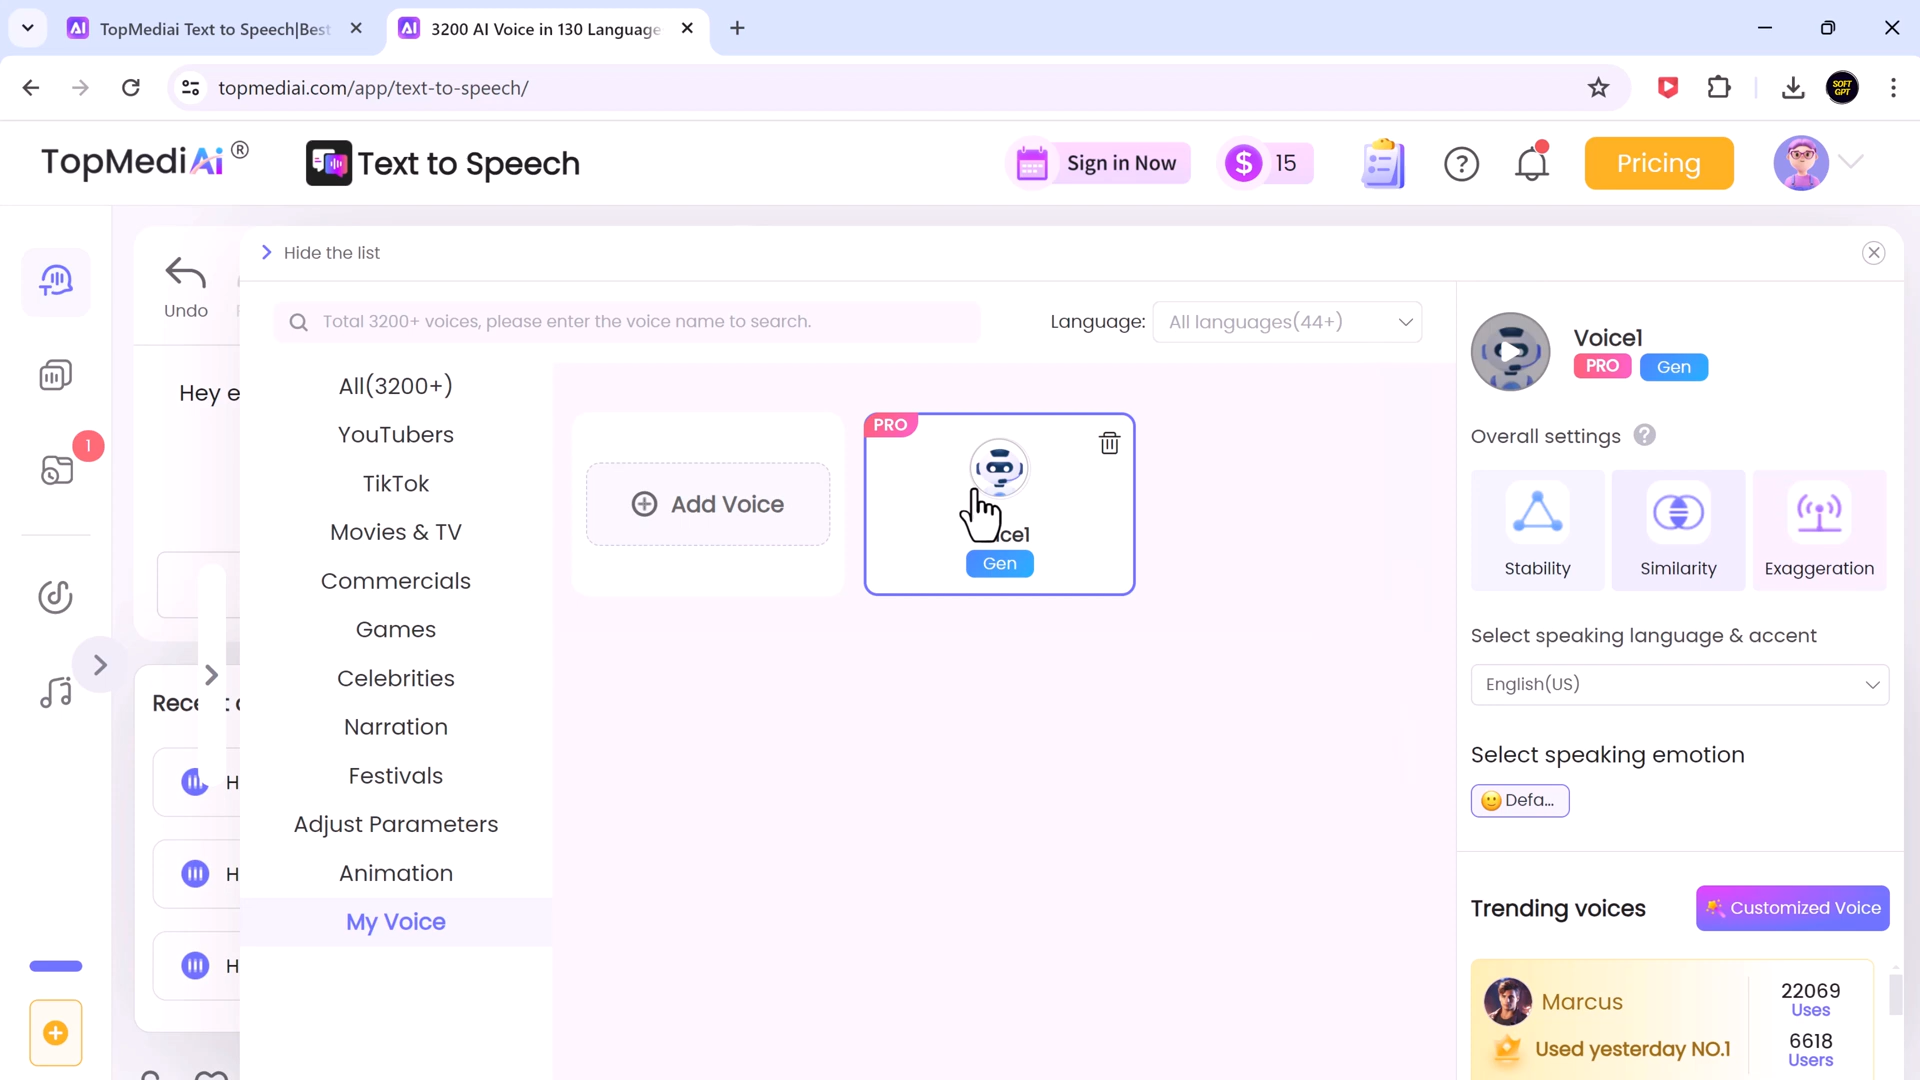 TopMediai Text to Speech|Best
3200 AI Voice in 130 Language
topmediai.com/app/text-to-speech/
SOFT
GPT
TopMediAi®
Text to Speech
Sign in Now
15
Pricing
Hide the list
Undo
Total 3200+ voices, please enter the voice name to search.
Language:
All languages(44+)
Hey e
1
All(3200+)
YouTubers
TikTok
Movies & TV
Commercials
Games
Celebrities
Narration
Festivals
Adjust Parameters
Animation
My Voice
H
H
H
Add Voice
PRO
Gen
Voice1
PRO
Gen
Overall settings
Stability
Similarity
Exaggeration
Select speaking language & accent
English(US)
Select speaking emotion
Defa...
Trending voices
Customized Voice
Marcus
Used yesterday NO.1
22069
Uses
6618
Users